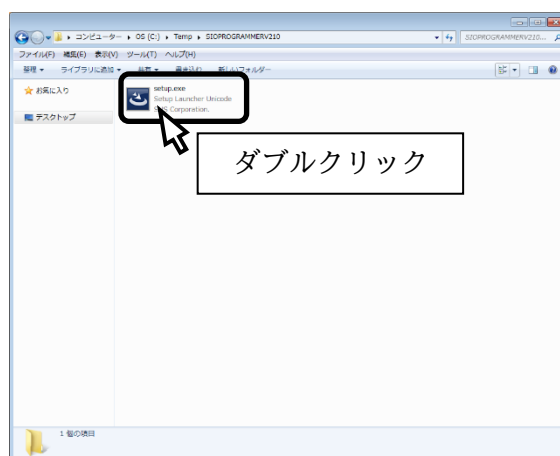 コンピューター ▸ OS (C:) ▸ Temp ▸ SIOPROGRAMMERV210
SIOPROGRAMMERV210...
ファイル(F) 編集(E) 表示(V) ツール(T) ヘルプ(H)
整理 ライブラリに追加 共有 書き込む 新しいフォルダー
お気に入り
デスクトップ
setup.exe
Setup Launcher Unicode
Corporation.
ダブルクリック
1 個の項目